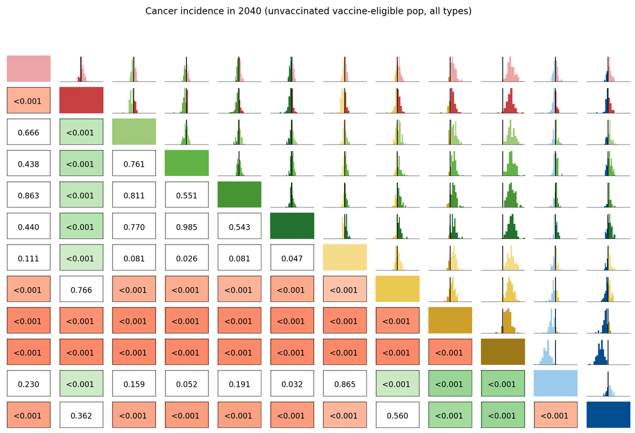 Cancer incidence in 2040 (unvaccinated vaccine-eligible pop, all types)
<0.001
0.666 <0.001
0.438 <0.001 0.761
0.863 <0.001 0.811 0.551
0.440 <0.001 0.770 0.985 0.543
0.111 <0.001 0.081 0.026 0.081 0.047
<0.001 0.766 <0.001 <0.001 <0.001 <0.001 <0.001
<0.001 <0.001 <0.001 <0.001 <0.001 <0.001 <0.001 <0.001
<0.001 <0.001 <0.001 <0.001 <0.001 <0.001 <0.001 <0.001 <0.001
0.230 <0.001 0.159 0.052 0.191 0.032 0.865 <0.001 <0.001 <0.001
<0.001 0.362 <0.001 <0.001 <0.001 <0.001 <0.001 0.560 <0.001 <0.001 <0.001